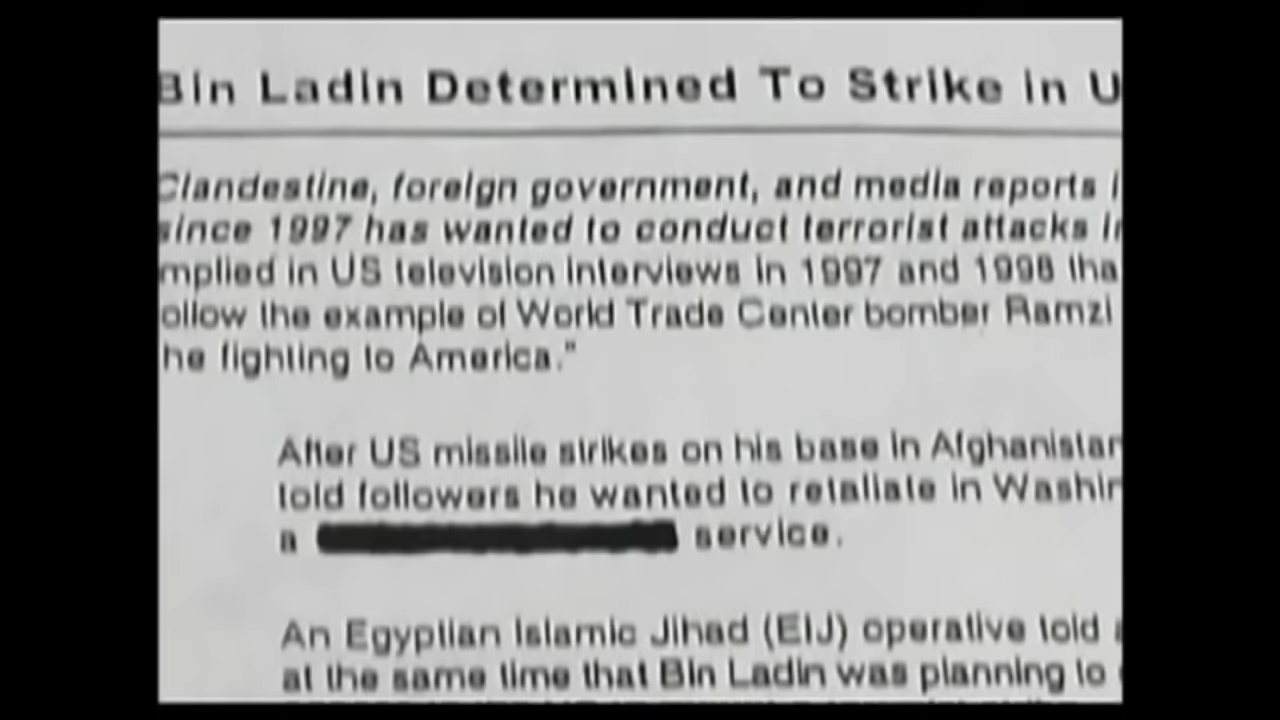 Bin Ladin Determined To Strike in U
Clandestine, foreign government, and media reports i
since 1997 has wanted to conduct terrorist attacks in
mplied in US television interviews in 1997 and 1998 tha
ollow the example of World Trade Center bomber Ramzi
he fighting to America."
After US missile strikes on his base in Afghanistan
told followers he wanted to retaliate in Washin
a service.
An Egyptian Islamic Jihad (EIJ) operative told a
at the same time that Bin Ladin was planning to